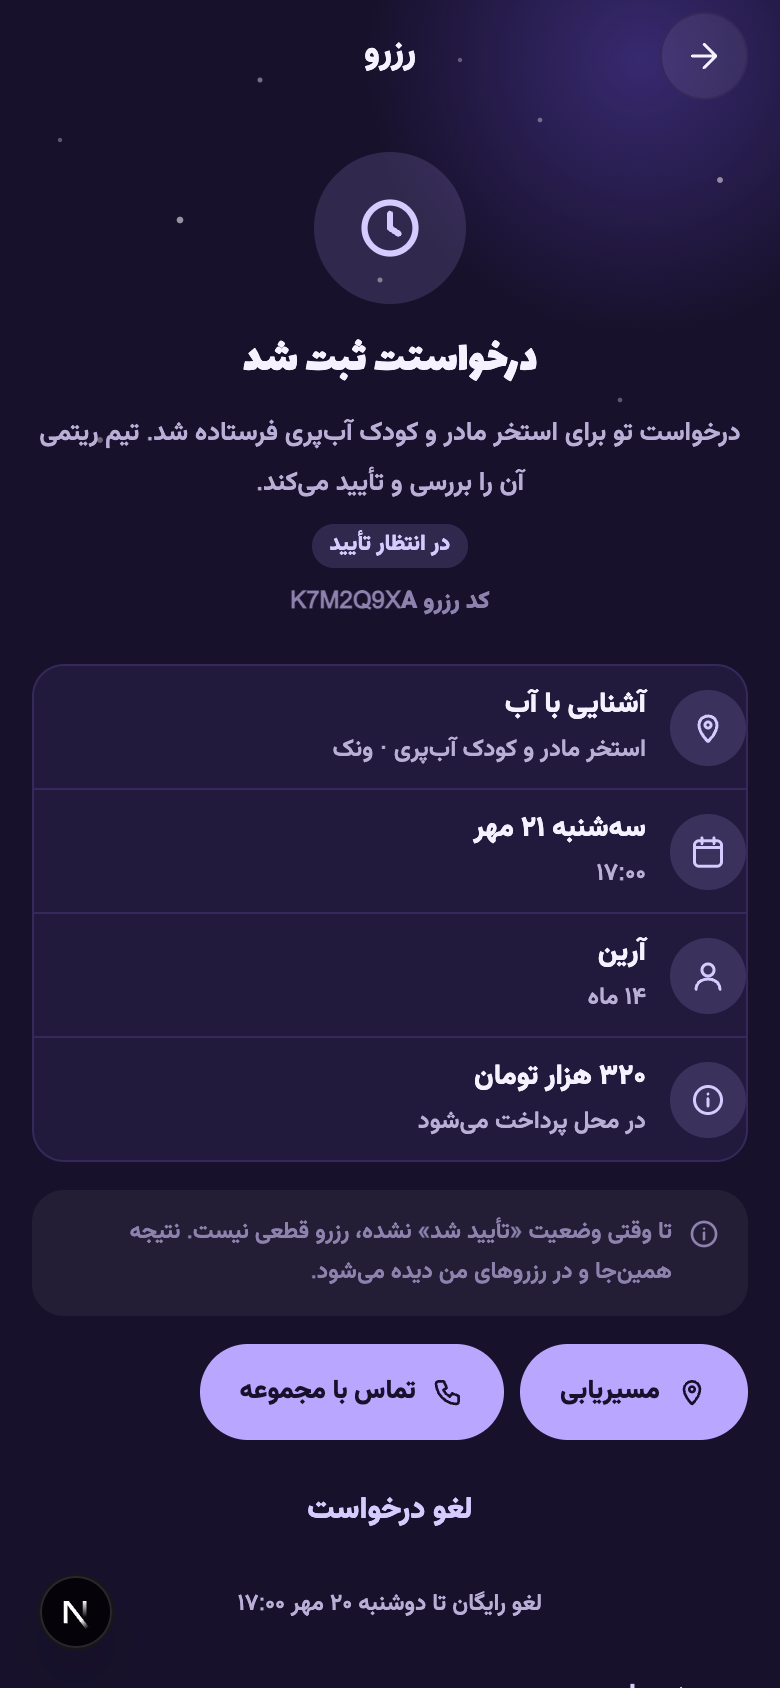 رزرو
درخواستت ثبت شد
درخواست تو برای استخر مادر و کودک آب‌پری فرستاده شد. تیم ریتمی
آن را بررسی و تأیید می‌کند.
در انتظار تأیید
کد رزرو K7M2Q9XA
آشنایی با آب
استخر مادر و کودک آب‌پری · ونک
سه‌شنبه ۲۱ مهر
۱۷:۰۰
آرین
۱۴ ماه
۳۲۰ هزار تومان
در محل پرداخت می‌شود
تا وقتی وضعیت «تأیید شد» نشده، رزرو قطعی نیست. نتیجه
همین‌جا و در رزروهای من دیده می‌شود.
مسیریابی
تماس با مجموعه
لغو درخواست
لغو رایگان تا دوشنبه ۲۰ مهر ۱۷:۰۰
N